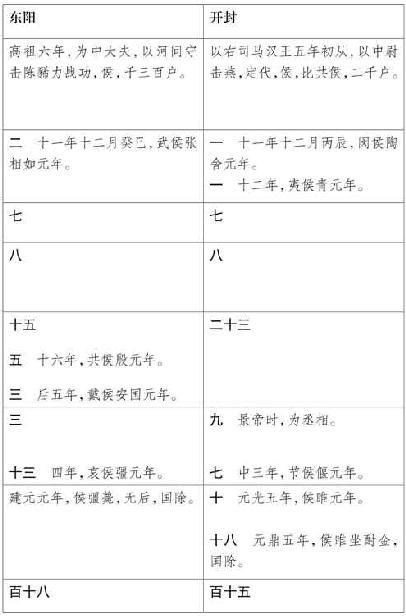 东阳
开封
高祖六年,为中大夫,以河间守
击陈豨力战功,侯,千三百户。
以右司马汉王五年初从,以中尉
击燕,定代,侯,比共侯,二千户。
二 十一年十二月癸巳,武侯张
相如元年。
一 十一年十二月丙辰,闵侯陶
舍元年。
一 十二年,夷侯青元年。
七
七
八
八
十五
五 十六年,共侯殷元年。
三 后五年,戴侯安国元年。
二十三
三
十三 四年,哀侯彊元年。
九 景帝时,为丞相。
七 中三年,节侯偃元年。
建元元年,侯彊薨,无后,国除。
十 元光五年,侯睢元年。
十八 元鼎五年,侯睢坐酎金,
国除。
百十八
百十五